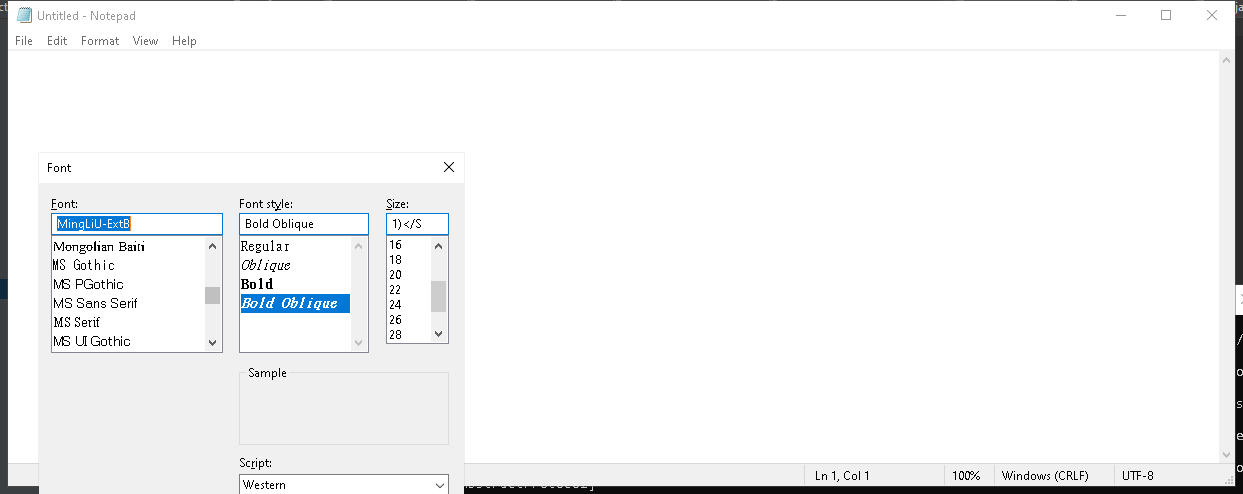 Untitled - Notepad
File Edit Format View Help
Font
Font: Font style: Size:
MingLiU-ExtB Bold Oblique 1)</S
Mongolian Baiti Regular 16
MS Gothic Oblique 18
MS PGothic Bold 20
MS Sans Serif Bold Oblique 22
MS Serif 24
MS UI Gothic 26
28
Sample
Script:
Western
Ln 1, Col 1 100% Windows (CRLF) UTF-8